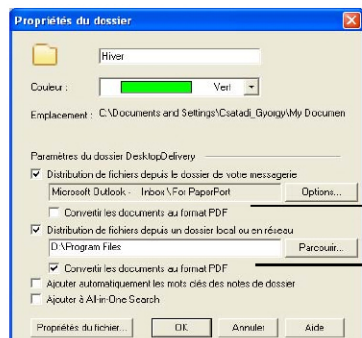 Propriétés du dossier
Hiver
Couleur :
Vert
Emplacement : C:\Documents and Settings\Csatadi_Gyorgy\My Documen
Paramètres du dossier DesktopDelivery
Distribution de fichiers depuis le dossier de votre messagerie
Microsoft Outlook - Inbox\For PaperPort
Options...
Convertir les documents au format PDF
Distribution de fichiers depuis un dossier local ou en réseau
D:\Program Files
Parcourir...
Convertir les documents au format PDF
Ajouter automatiquement les mots clés des notes de dossier
Ajouter à All-in-One Search
Propriétés du fichier...
OK
Annuler
Aide